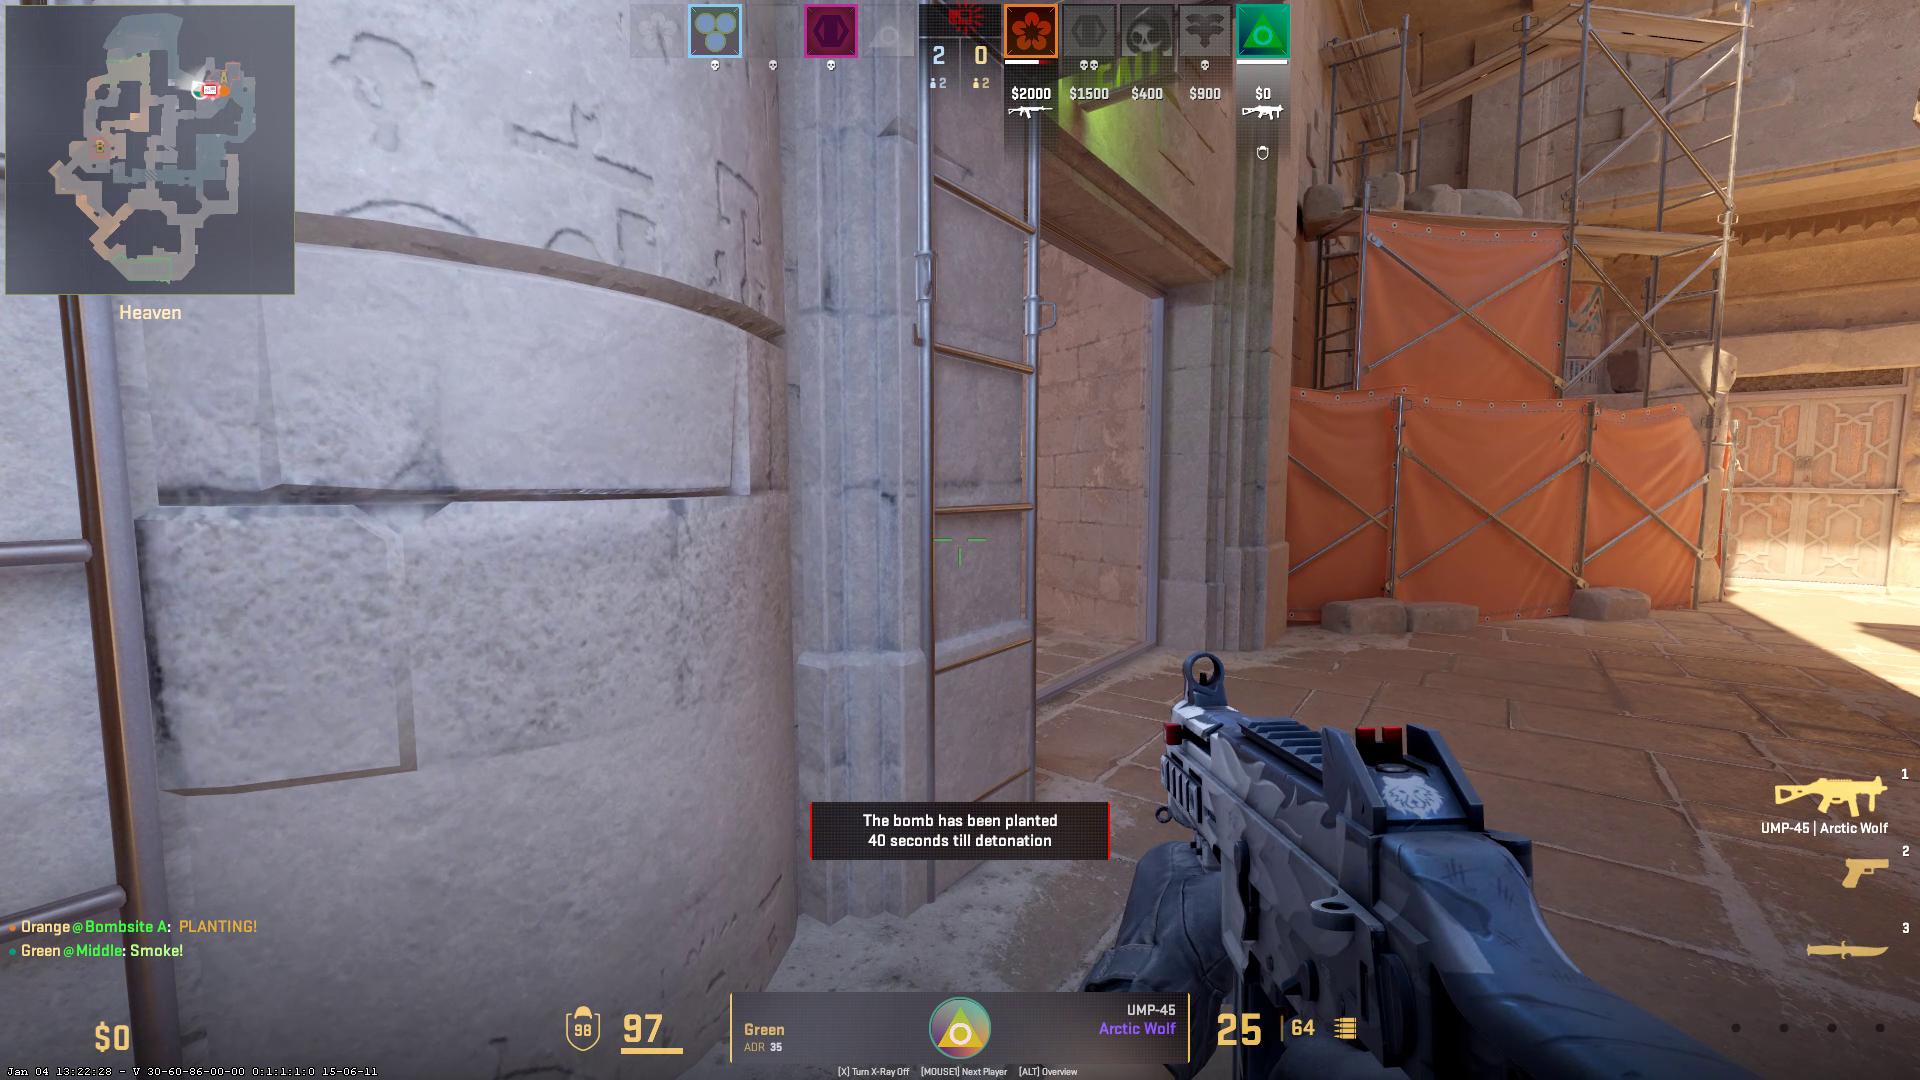 2 0
2 2
$2000 $1500 $400 $900 $0
B
Heaven
The bomb has been planted
40 seconds till detonation
1
UMP-45 | Arctic Wolf
2
3
Orange@Bombsite A: PLANTING!
Green@Middle: Smoke!
$0
98 97
Green
ADR 35
UMP-45
Arctic Wolf
25 | 64
[X] Turn X-Ray Off [MOUSE1] Next Player [ALT] Overview
Jan 04 13:22:28 - V 30-60-86-00-00 0:1:1:1:0 15-06-11